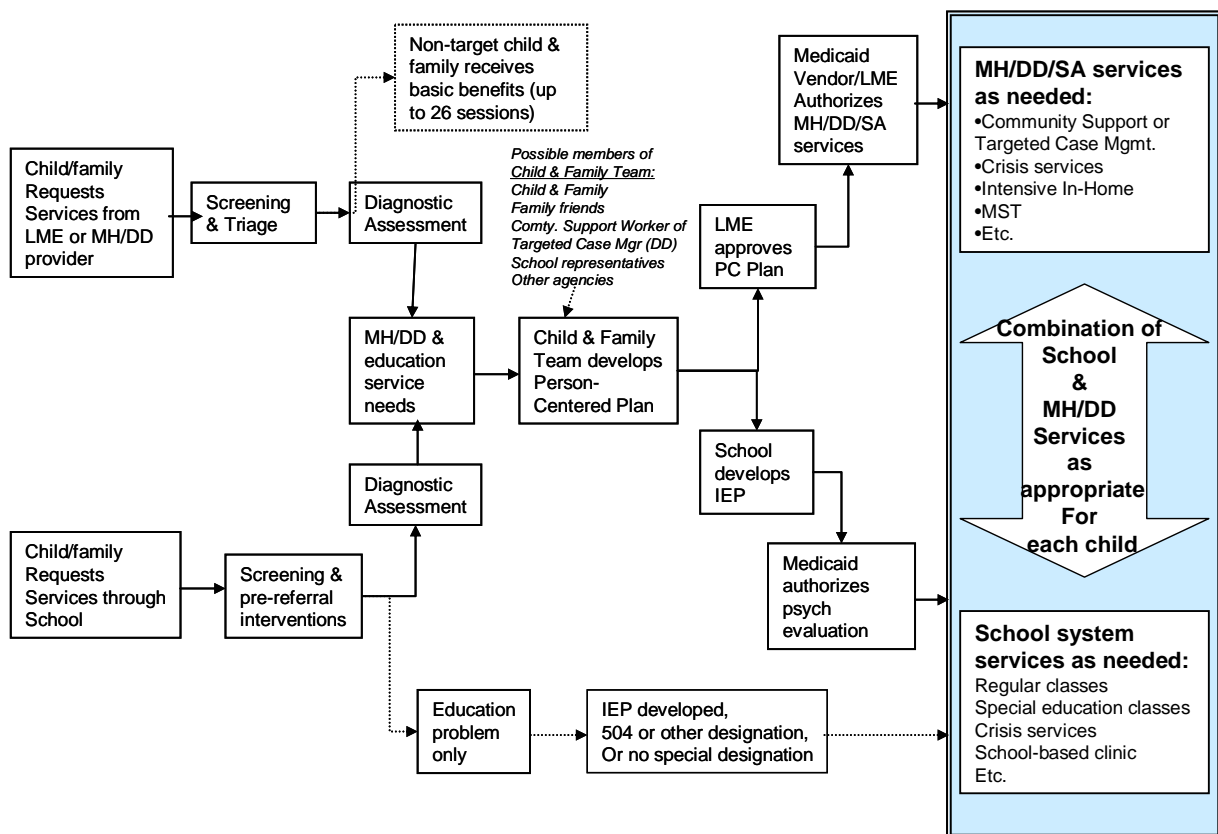 Non-target child &
family receives
basic benefits (up
to 26 sessions)
Medicaid
Vendor/LME
Authorizes
MH/DD/SA
services
MH/DD/SA services
as needed:
•Community Support or
Targeted Case Mgmt.
•Crisis services
•Intensive In-Home
•MST
•Etc.
Child/family
Requests
Services from
LME or MH/DD
provider
Screening
& Triage
Diagnostic
Assessment
Possible members of
Child & Family Team:
Child & Family
Family friends
Comty. Support Worker of
Targeted Case Mgr (DD)
School representatives
Other agencies
LME
approves
PC Plan
MH/DD &
education
service
needs
Child & Family
Team develops
Person-
Centered Plan
Combination of
School
&
MH/DD
Services
as
appropriate
For
each child
School
develops
IEP
Diagnostic
Assessment
Child/family
Requests
Services through
School
Screening &
pre-referral
interventions
Medicaid
authorizes
psych
evaluation
School system
services as needed:
Regular classes
Special education classes
Crisis services
School-based clinic
Etc.
Education
problem
only
IEP developed,
504 or other designation,
Or no special designation